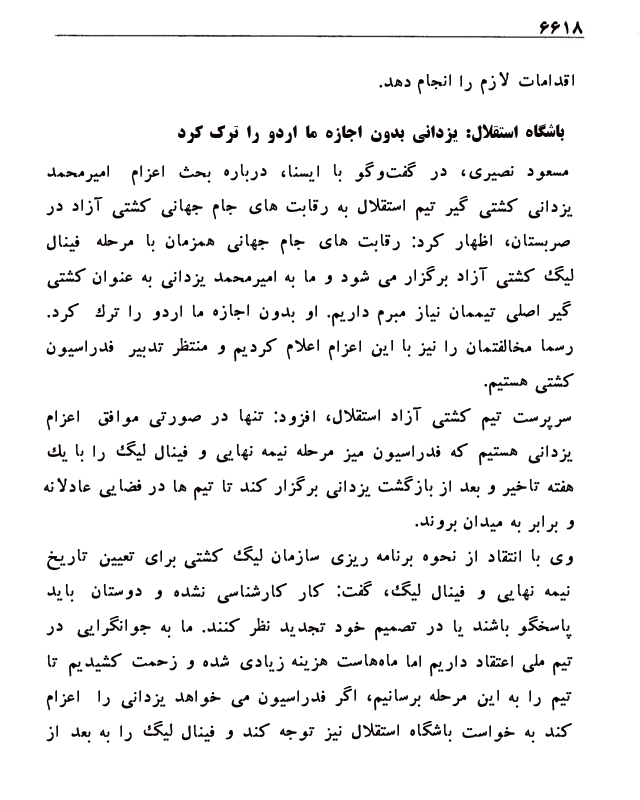 ۶۶۱۸
اقدامات لازم را انجام دهد.
باشگاه استقلال: یزدانی بدون اجازه ما اردو را ترک کرد
مسعود نصیری، در گفت‌وگو با ایسنا، درباره بحث اعزام امیرمحمد
یزدانی کشتی گیر تیم استقلال به رقابت های جام جهانی کشتی آزاد در
صربستان، اظهار کرد: رقابت های جام جهانی همزمان با مرحله فینال
لیگ کشتی آزاد برگزار می شود و ما به امیرمحمد یزدانی به عنوان کشتی
گیر اصلی تیممان نیاز مبرم داریم. او بدون اجازه ما اردو را ترک کرد.
رسما مخالفتمان را نیز با این اعزام اعلام کردیم و منتظر تدبیر فدراسیون
کشتی هستیم.
سرپرست تیم کشتی آزاد استقلال، افزود: تنها در صورتی موافق اعزام
یزدانی هستیم که فدراسیون میز مرحله نیمه نهایی و فینال لیگ را با یك
هفته تاخیر و بعد از بازگشت یزدانی برگزار کند تا تیم ها در فضایی عادلانه
و برابر به میدان بروند.
وی با انتقاد از نحوه برنامه ریزی سازمان لیگ کشتی برای تعیین تاریخ
نیمه نهایی و فینال لیگ، گفت: کار کارشناسی نشده و دوستان باید
پاسخگو باشند یا در تصمیم خود تجدید نظر کنند. ما به جوانگرایی در
تیم ملی اعتقاد داریم اما ماه‌هاست هزینه زیادی شده و زحمت کشیدیم تا
تیم را به این مرحله برسانیم، اگر فدراسیون می خواهد یزدانی را اعزام
کند به خواست باشگاه استقلال نیز توجه کند و فینال لیگ را به بعد از